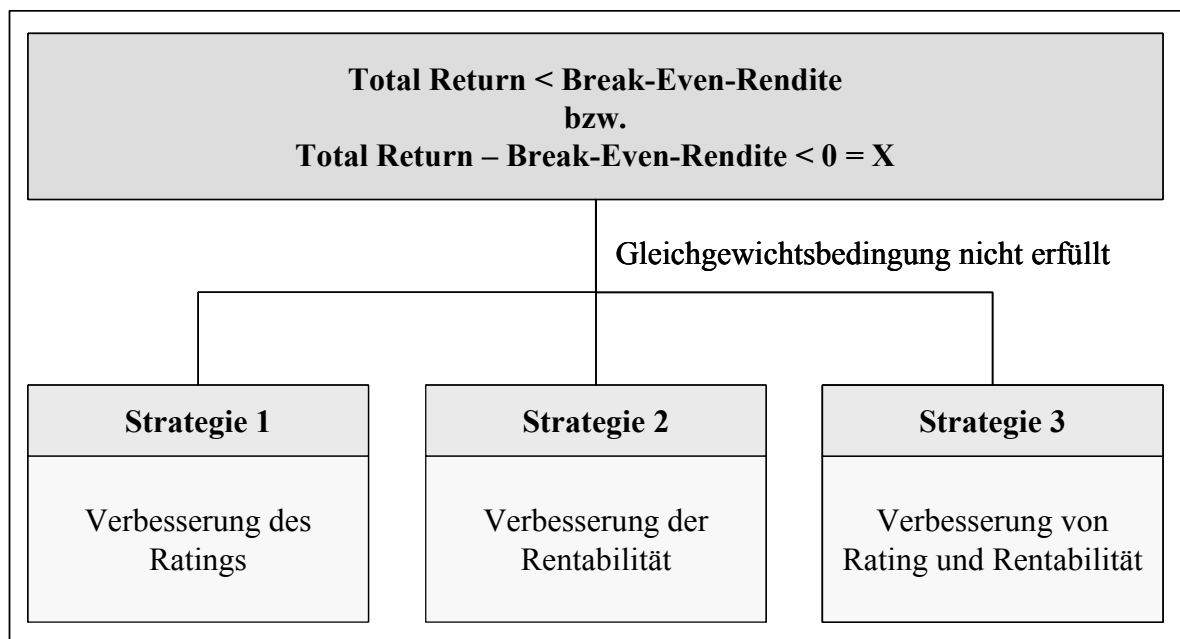 Total Return < Break-Even-Rendite
bzw.
Total Return – Break-Even-Rendite < 0 = X
Gleichgewichtsbedingung nicht erfüllt
Strategie 1
Verbesserung des
Ratings
Strategie 2
Verbesserung der
Rentabilität
Strategie 3
Verbesserung von
Rating und Rentabilität